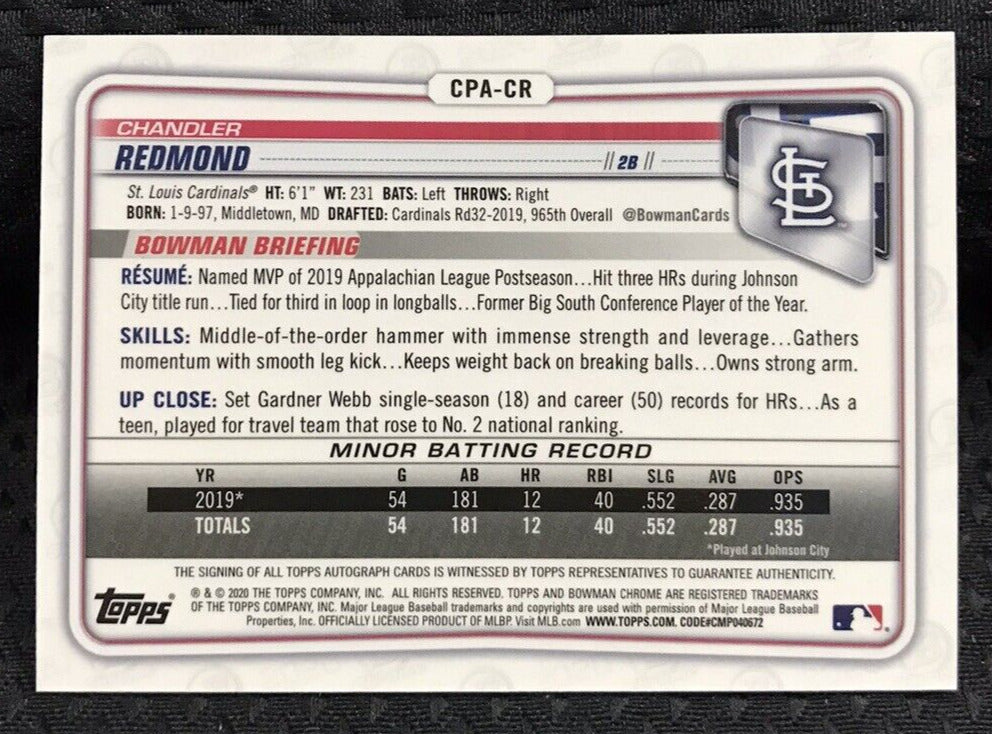 CPA-CR
CHANDLER
REDMOND // 2B //
St. Louis Cardinals® HT: 6'1" WT: 231 BATS: Left THROWS: Right
BORN: 1-9-97, Middletown, MD DRAFTED: Cardinals Rd32-2019, 965th Overall @BowmanCards
STL
BOWMAN BRIEFING
RÉSUMÉ: Named MVP of 2019 Appalachian League Postseason...Hit three HRs during Johnson
City title run...Tied for third in loop in longballs...Former Big South Conference Player of the Year.
SKILLS: Middle-of-the-order hammer with immense strength and leverage...Gathers
momentum with smooth leg kick...Keeps weight back on breaking balls...Owns strong arm.
UP CLOSE: Set Gardner Webb single-season (18) and career (50) records for HRs...As a
teen, played for travel team that rose to No. 2 national ranking.
MINOR BATTING RECORD
YR G AB HR RBI SLG AVG OPS
2019* 54 181 12 40 .552 .287 .935
TOTALS 54 181 12 40 .552 .287 .935
*Played at Johnson City
THE SIGNING OF ALL TOPPS AUTOGRAPH CARDS IS WITNESSED BY TOPPS REPRESENTATIVES TO GUARANTEE AUTHENTICITY.
topps®
® & © 2020 THE TOPPS COMPANY, INC. ALL RIGHTS RESERVED. TOPPS AND BOWMAN CHROME ARE REGISTERED TRADEMARKS
OF THE TOPPS COMPANY, INC. Major League Baseball trademarks and copyrights are used with permission of Major League Baseball
Properties, Inc. OFFICIALLY LICENSED PRODUCT OF MLBP. Visit MLB.com WWW.TOPPS.COM. CODE#CMP040672